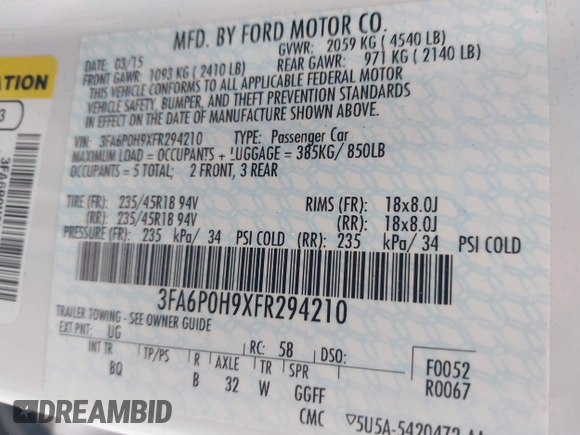 MFD. BY FORD MOTOR CO.
DATE: 03/15 GVWR: 2059 KG ( 4540 LB)
FRONT GAWR: 1093 KG ( 2410 LB) REAR GAWR: 971 KG ( 2140 LB)
THIS VEHICLE CONFORMS TO ALL APPLICABLE FEDERAL MOTOR
VEHICLE SAFETY, BUMPER, AND THEFT PREVENTION STANDARDS
IN EFFECT ON THE DATE OF MANUFACTURE SHOWN ABOVE.
VIN: 3FA6P0H9XFR294210 TYPE: Passenger Car
MAXIMUM LOAD = OCCUPANTS + LUGGAGE = 385KG/ 850LB
OCCUPANTS = 5 TOTAL; 2 FRONT, 3 REAR
TIRE (FR): 235/45R18 94V RIMS (FR): 18x8.0J
(RR): 235/45R18 94V (RR): 18x8.0J
PRESSURE (FR): 235 kPa/ 34 PSI COLD (RR): 235 kPa/ 34 PSI COLD
3FA6P0H9XFR294210
TRAILER TOWING - SEE OWNER GUIDE
EXT PNT: UG RC: 58 DSO: F0052
INT TR TP/PS R AXLE TR SPR R0067
BQ B 32 W GGFF
CMC 5U5A-5420472-AA
ATION
3
DREAMBID